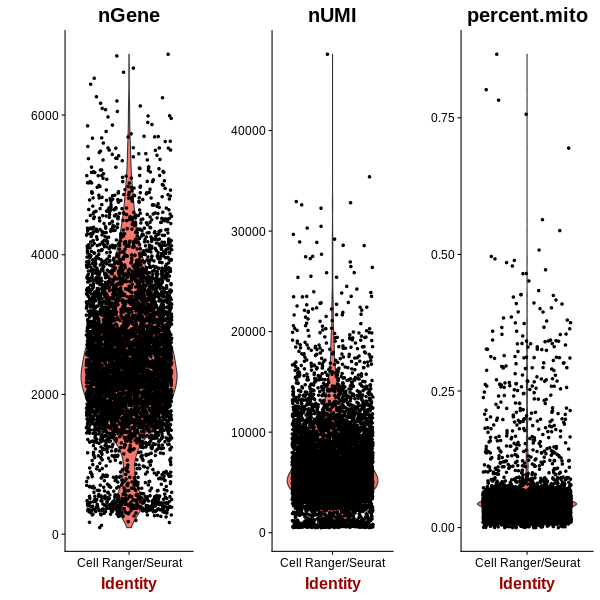 nGene
6000
4000
2000
0
Cell Ranger/Seurat
Identity
nUMI
40000
30000
20000
10000
0
Cell Ranger/Seurat
Identity
percent.mito
0.75
0.50
0.25
0.00
Cell Ranger/Seurat
Identity